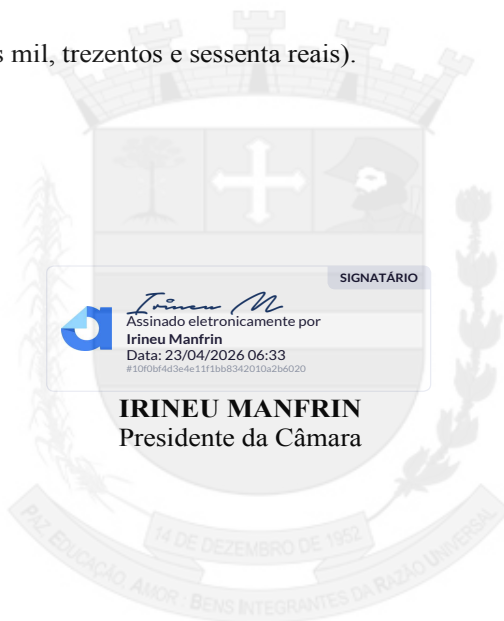 s mil, trezentos e sessenta reais).
SIGNATÁRIO
Irineu M
Assinado eletronicamente por
Irineu Manfrin
Data: 23/04/2026 06:33
#10f0bf4d3e4e11f1bb8342010a2b6020
IRINEU MANFRIN
Presidente da Câmara
14 DE DEZEMBRO DE 1952
PAZ, EDUCAÇÃO, AMOR : BENS INTEGRANTES DA RAZÃO UNIVERSAL